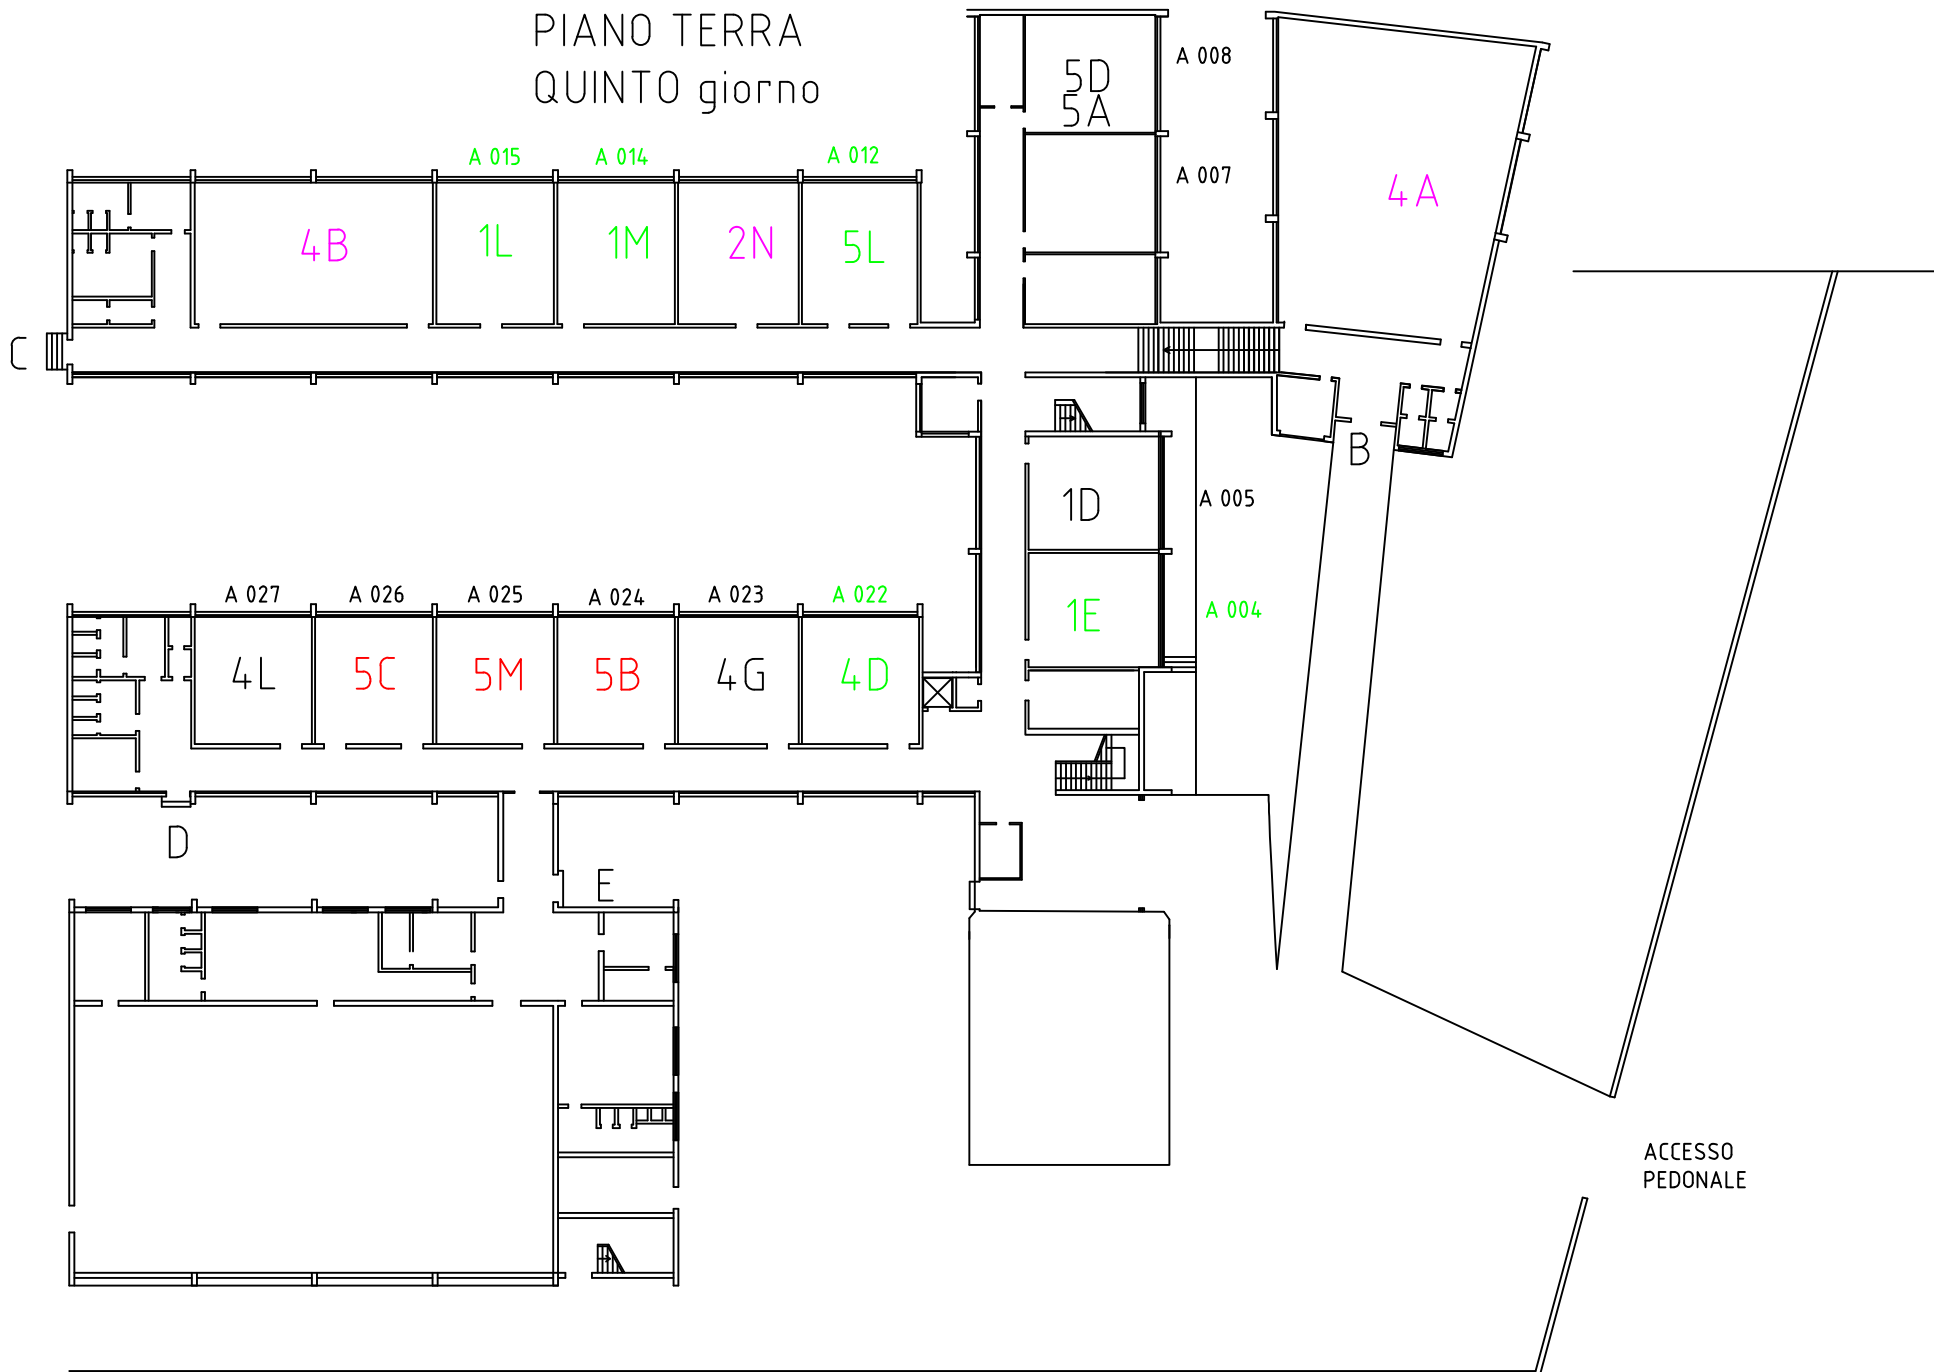 PIANO TERRA
QUINTO giorno
5D
5A
A 008
A 007
4A
A 015
A 014
A 012
4B
1L
1M
2N
5L
C
B
1D
A 005
1E
A 004
A 027
A 026
A 025
A 024
A 023
A 022
4L
5C
5M
5B
4G
4D
D
E
ACCESSO
PEDONALE